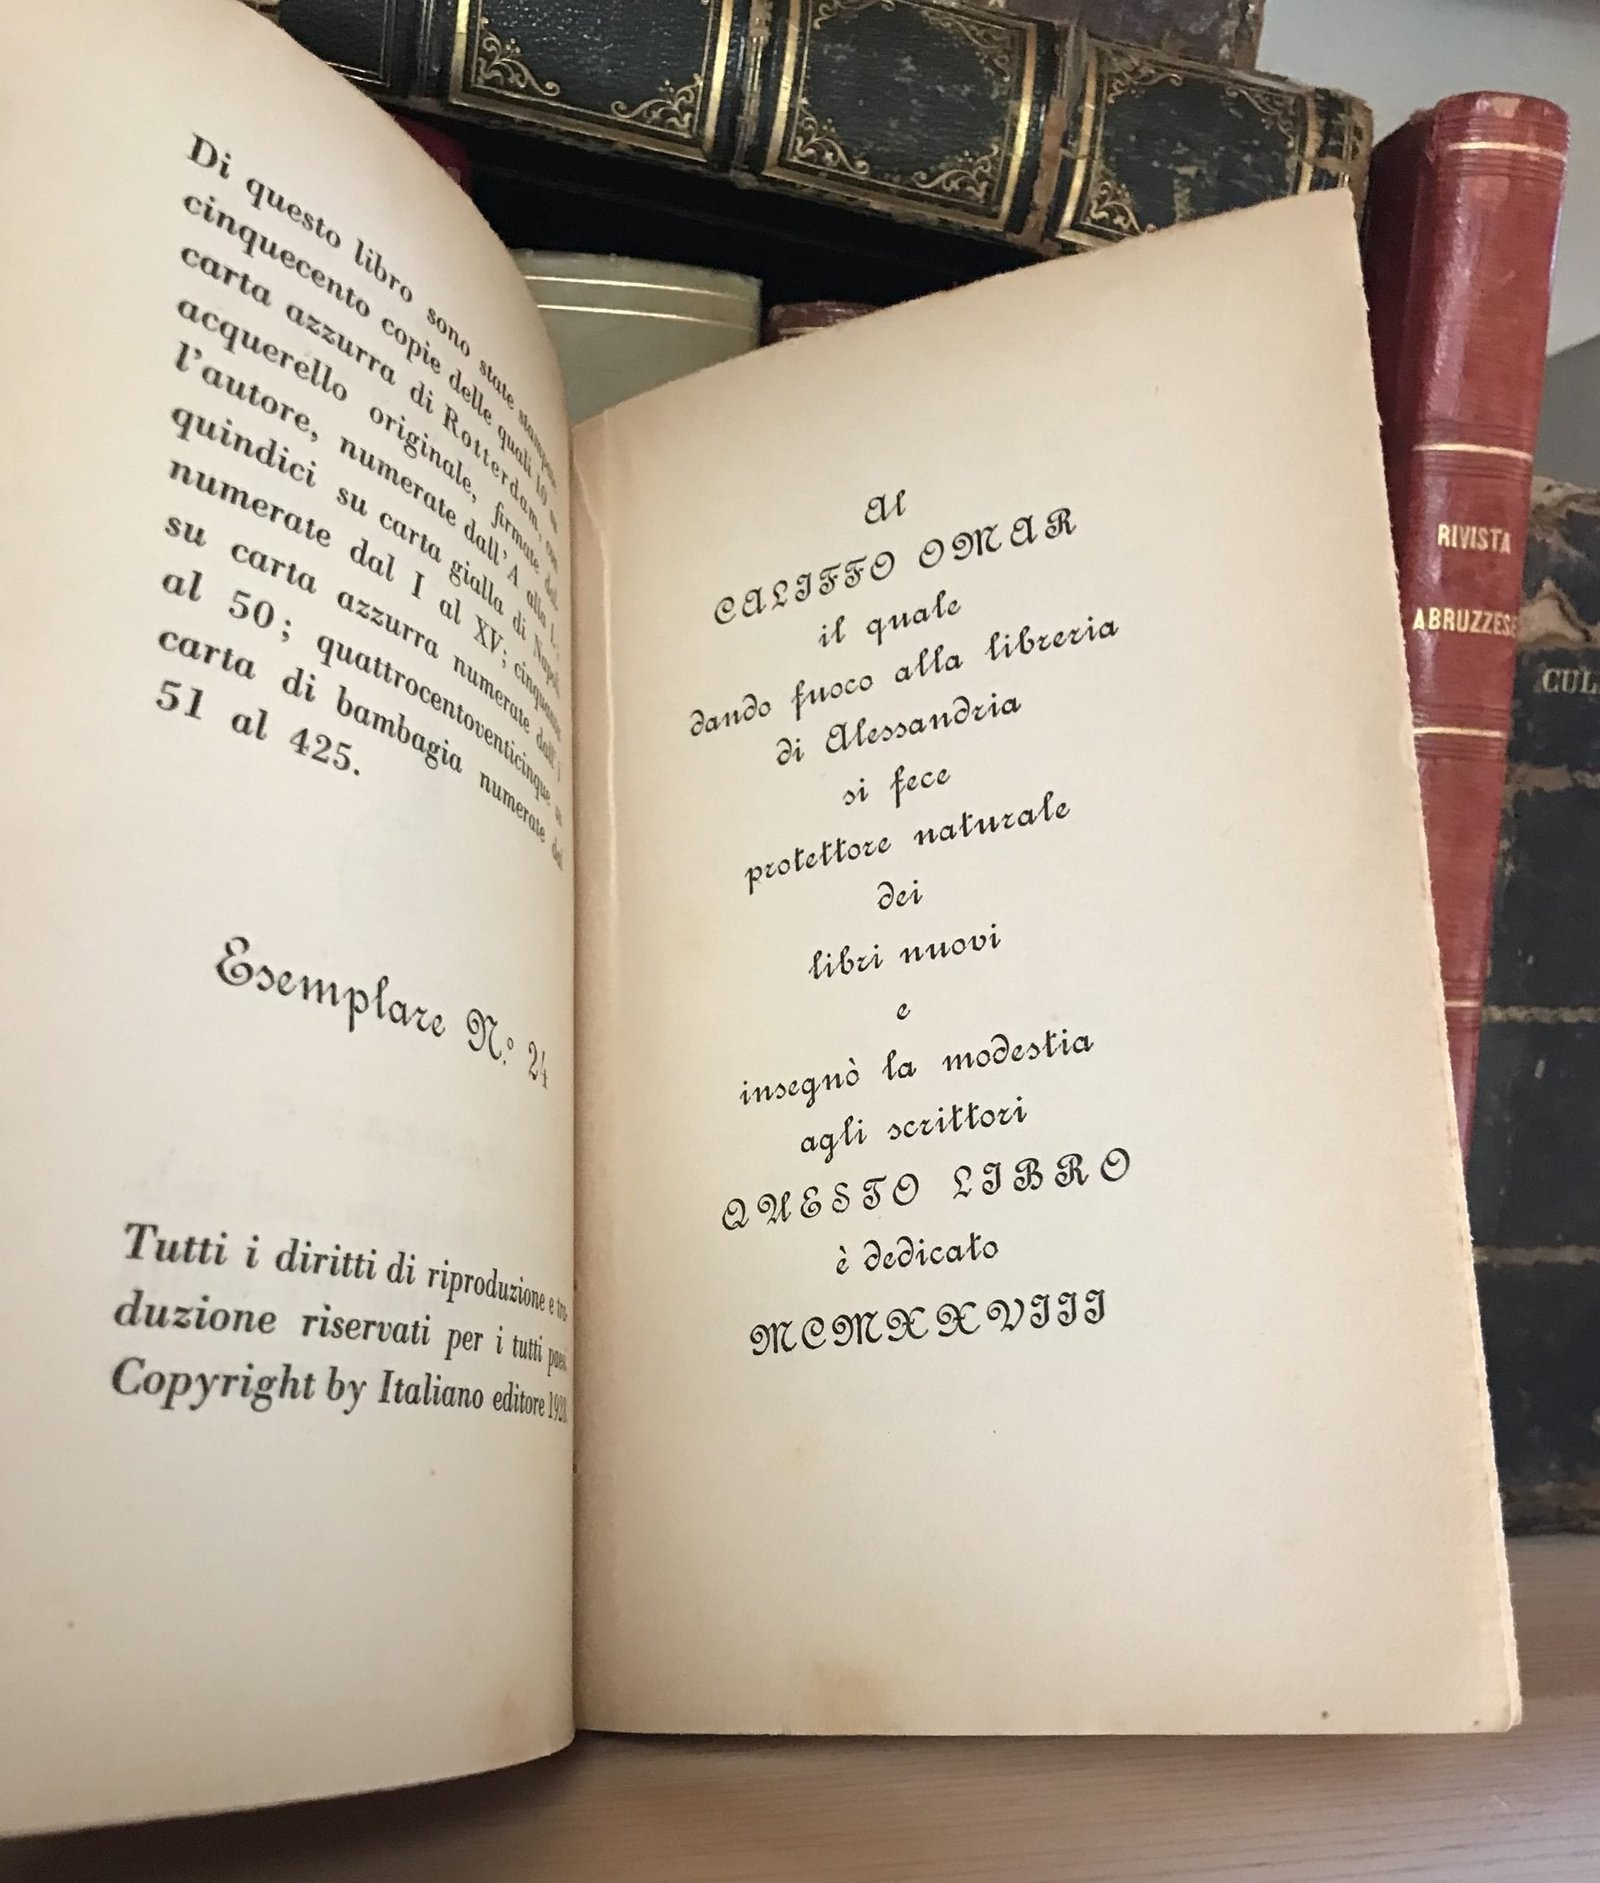 Di questo libro sono state stampate
cinquecento copie delle quali 10 su
carta azzurra di Rotterdam, con
acquerello originale, firmate dal-
l'autore, numerate dall' A alla L.
quindici su carta gialla di Napoli
numerate dal I al XV; cinquanta
su carta azzurra numerate dall' 1
al 50; quattrocentoventicinque su
carta di bambagia numerate dal
51 al 425.
Esemplare N.º 24
Tutti i diritti di riproduzione e tra-
duzione riservati per i tutti paesi.
Copyright by Italiano editore 1928.
Al
CALIFFO OMAR
il quale
dando fuoco alla libreria
di Alessandria
si fece
protettore naturale
dei
libri nuovi
e
insegnò la modestia
agli scrittori
QUESTO LIBRO
è dedicato
MCMXXVIII
RIVISTA
ABRUZZESE
CUL